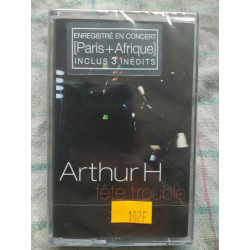 ENREGISTRÉ EN CONCERT
[Paris+Afrique]
INCLUS 3 INÉDITS
Arthur H
fête trouble
102F